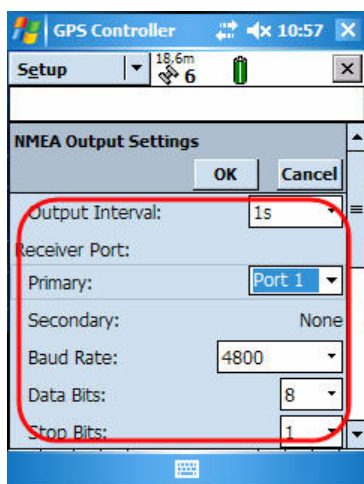 GPS Controller 10:57
Setup 18,6m 6
NMEA Output Settings
OK Cancel
Output Interval: 1s
Receiver Port:
Primary: Port 1
Secondary: None
Baud Rate: 4800
Data Bits: 8
Stop Bits: 1